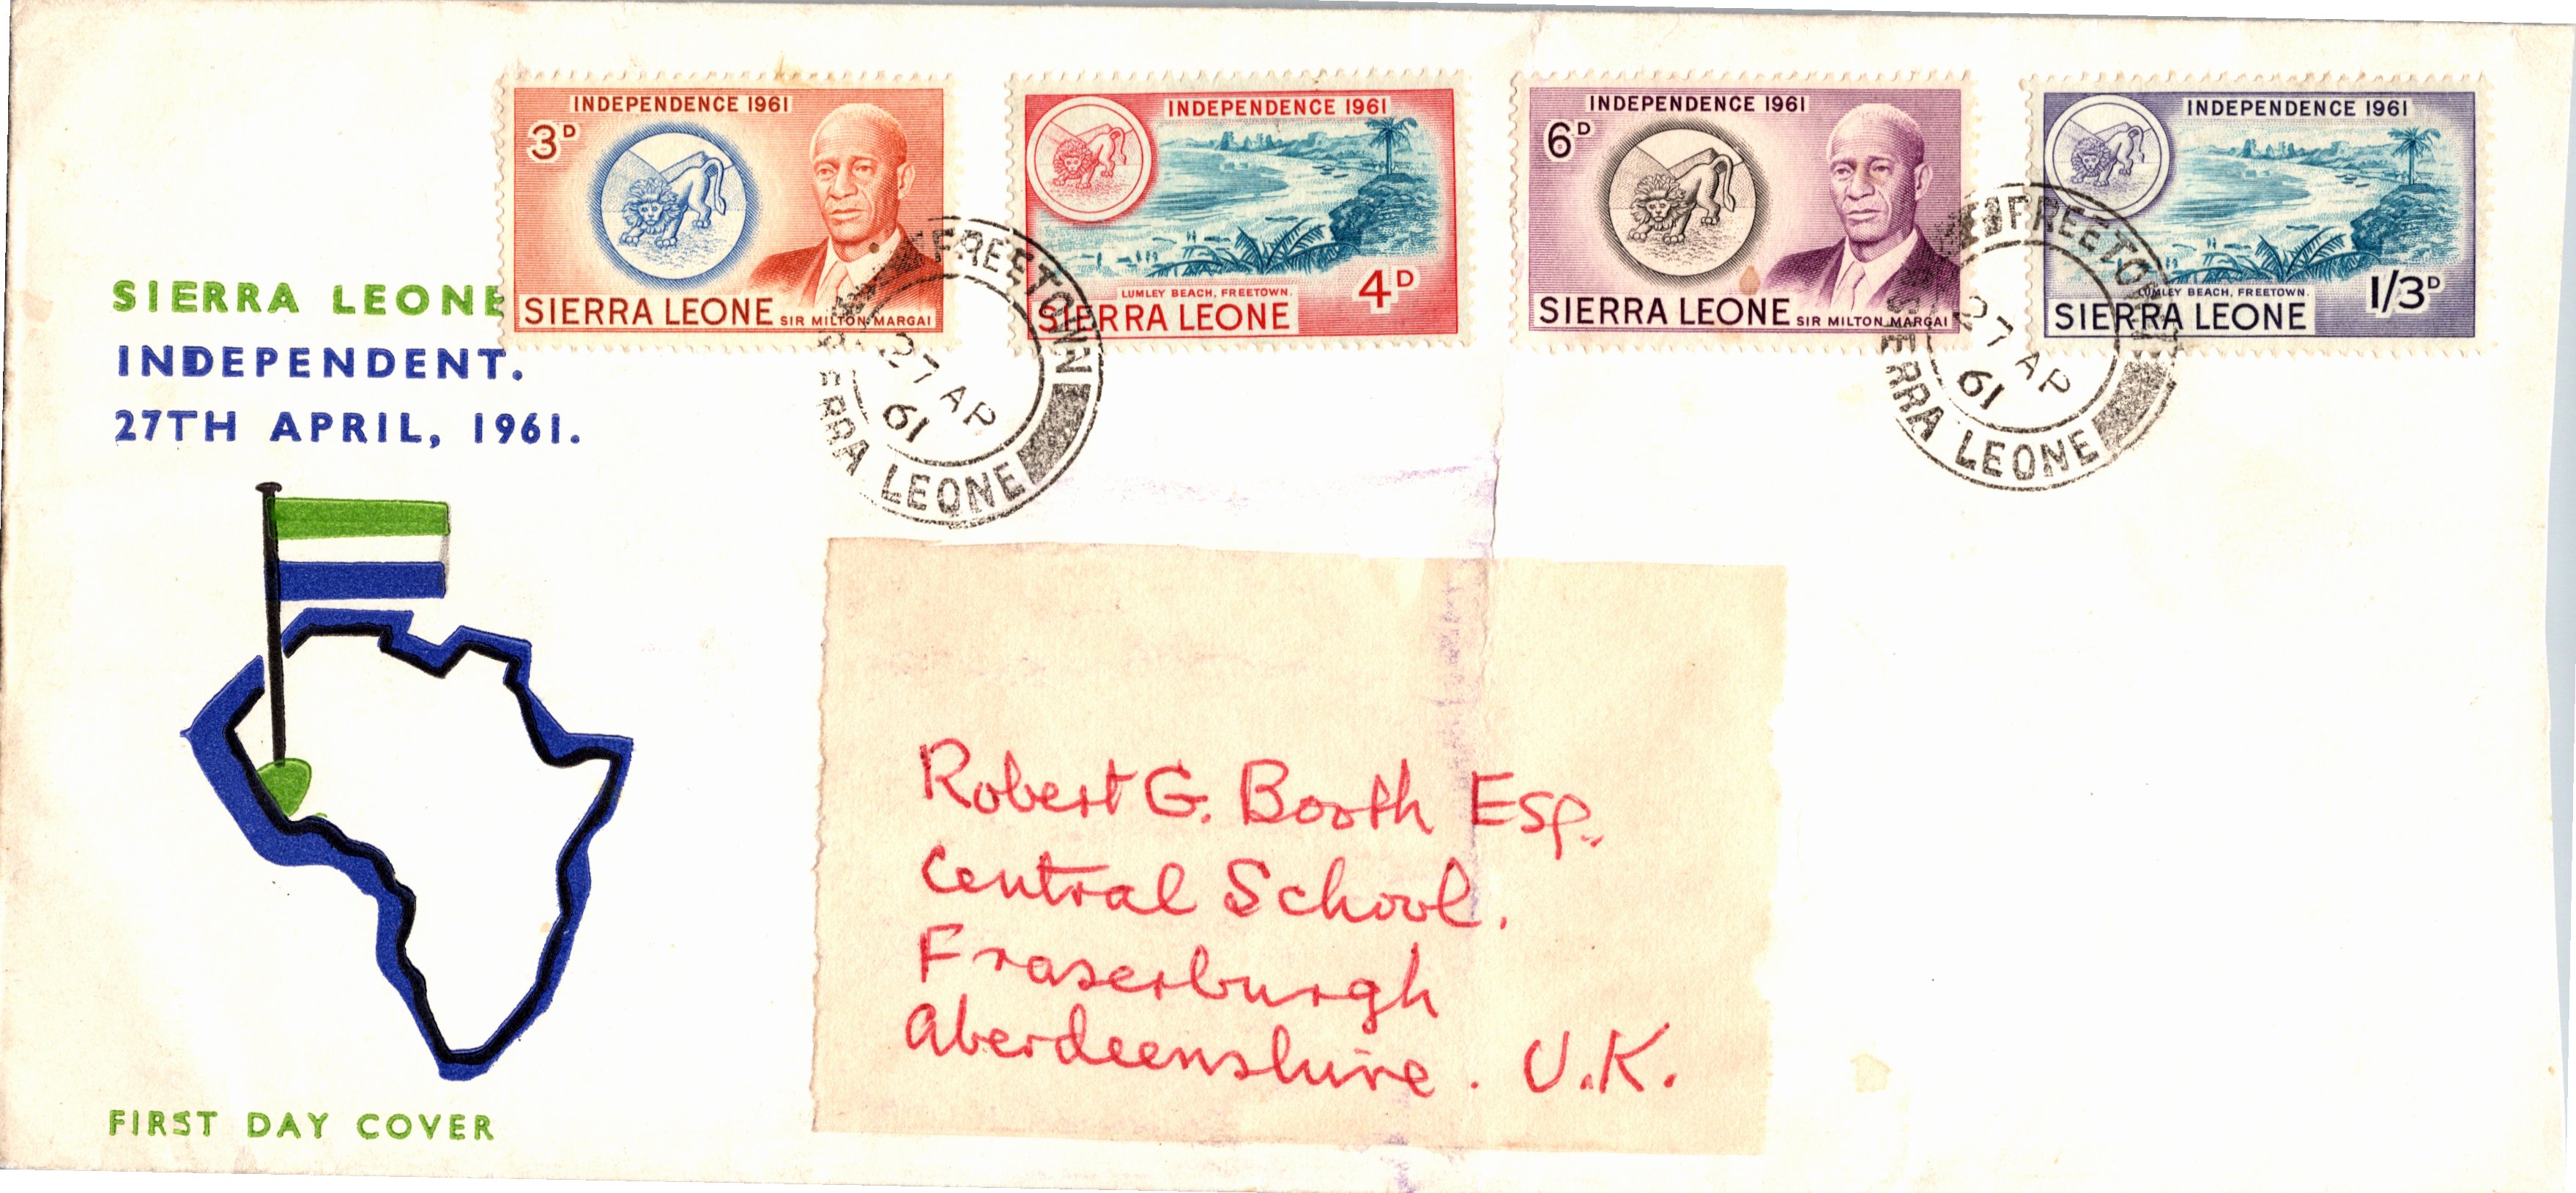 SIERRA LEONE
INDEPENDENT.
27TH APRIL, 1961.
INDEPENDENCE 1961
3D
SIERRA LEONE SIR MILTON MARGAI
INDEPENDENCE 1961
LUMLEY BEACH, FREETOWN.
4D
SIERRA LEONE
INDEPENDENCE 1961
6D
SIERRA LEONE SIR MILTON MARGAI
INDEPENDENCE 1961
LUMLEY BEACH, FREETOWN.
1/3D
SIERRA LEONE
FREETOWN
27 AP
61
SIERRA LEONE
FREETOWN
27 AP
61
SIERRA LEONE
Robert G. Booth Esq.
Central School.
Fraserburgh
Aberdeenshire. U.K.
FIRST DAY COVER